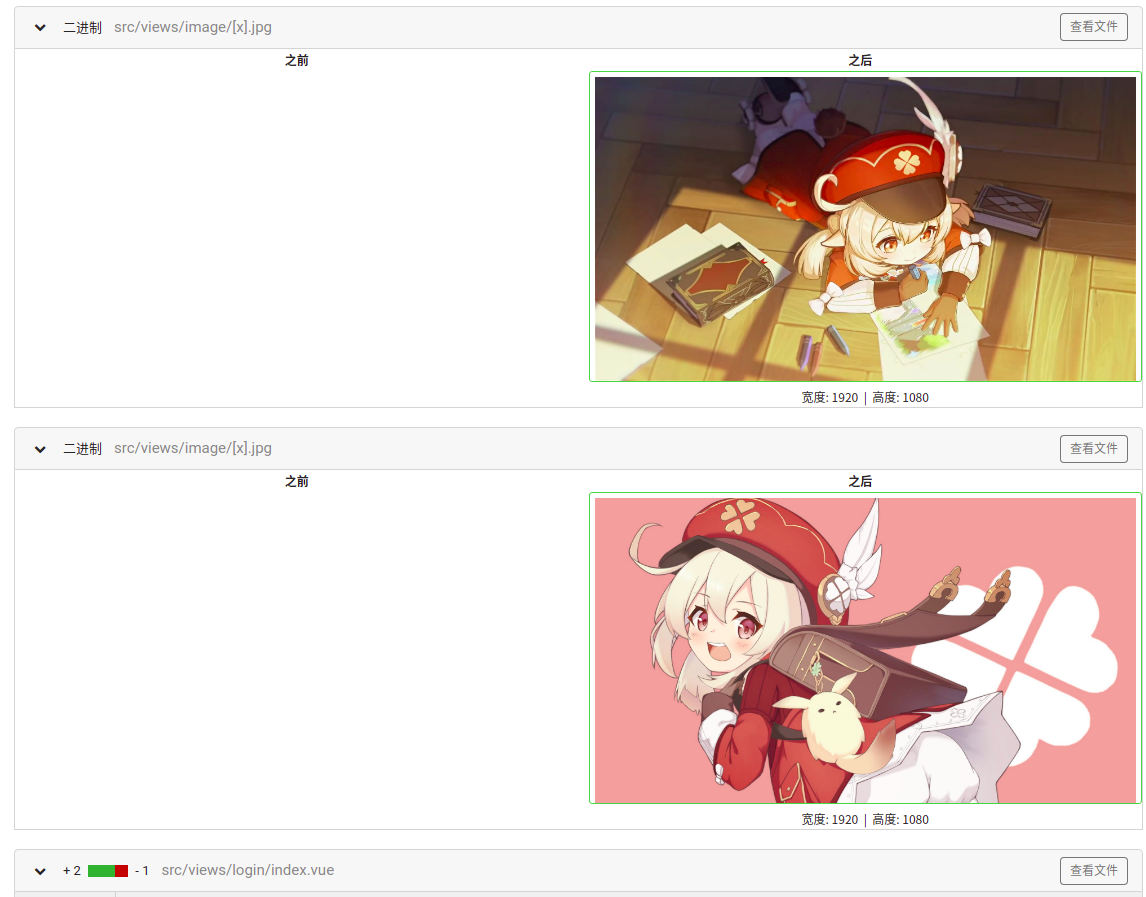 二进制 src/views/image/[x].jpg 查看文件
之前 之后
宽度: 1920 | 高度: 1080
二进制 src/views/image/[x].jpg 查看文件
之前 之后
宽度: 1920 | 高度: 1080
+ 2 - 1 src/views/login/index.vue 查看文件